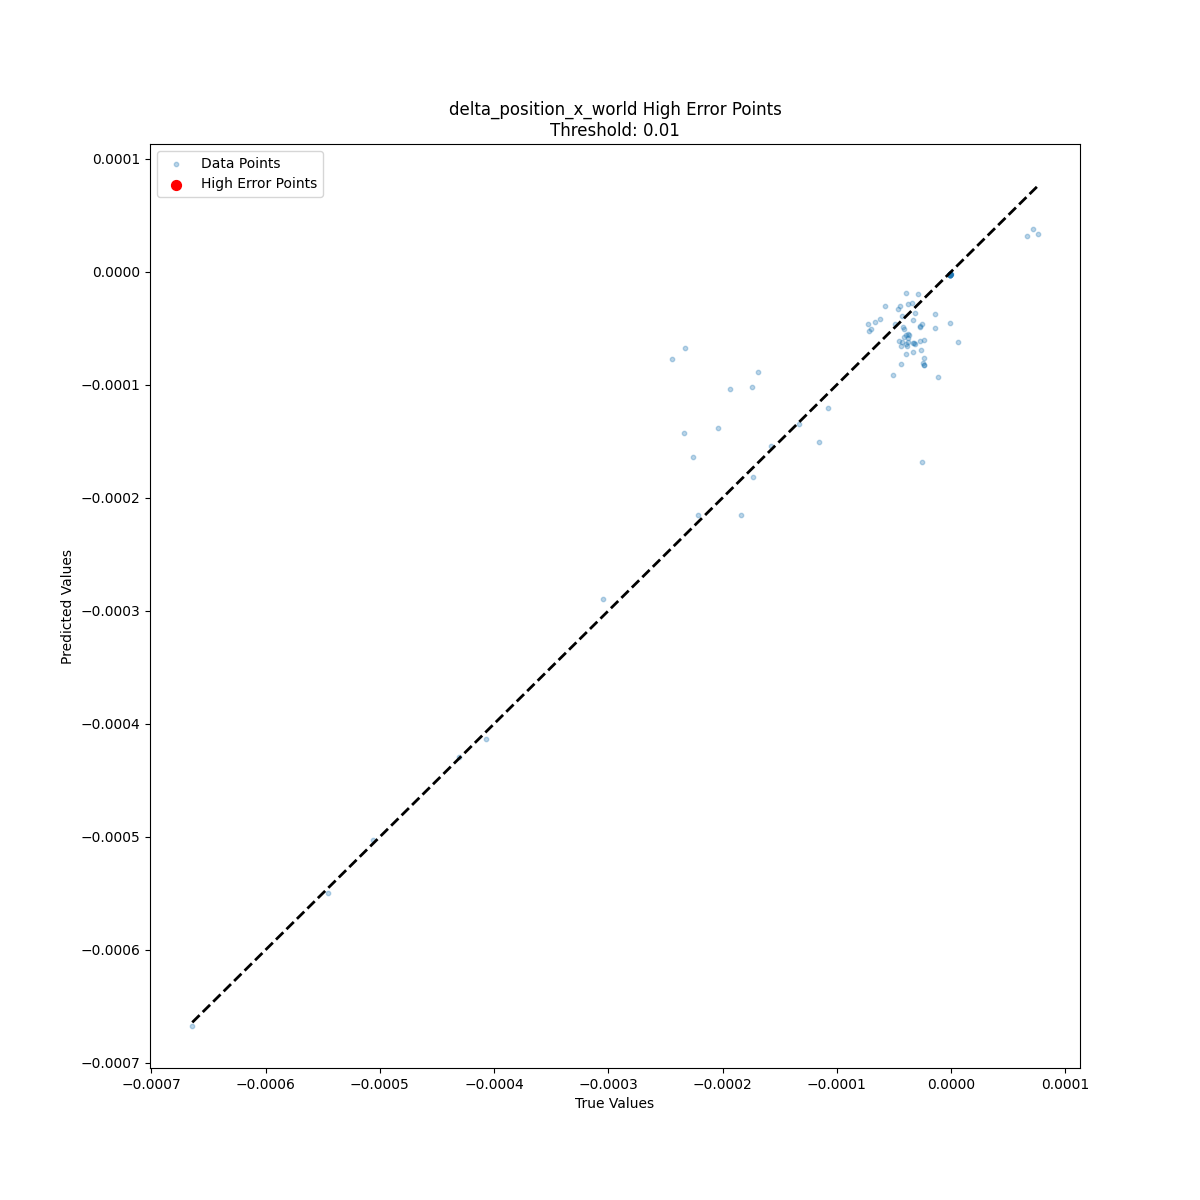 delta_position_x_world High Error Points
Threshold: 0.01
Data Points
High Error Points
0.0001
0.0000
−0.0001
−0.0002
−0.0003
−0.0004
−0.0005
−0.0006
−0.0007
Predicted Values
−0.0007 −0.0006 −0.0005 −0.0004 −0.0003 −0.0002 −0.0001 0.0000 0.0001
True Values